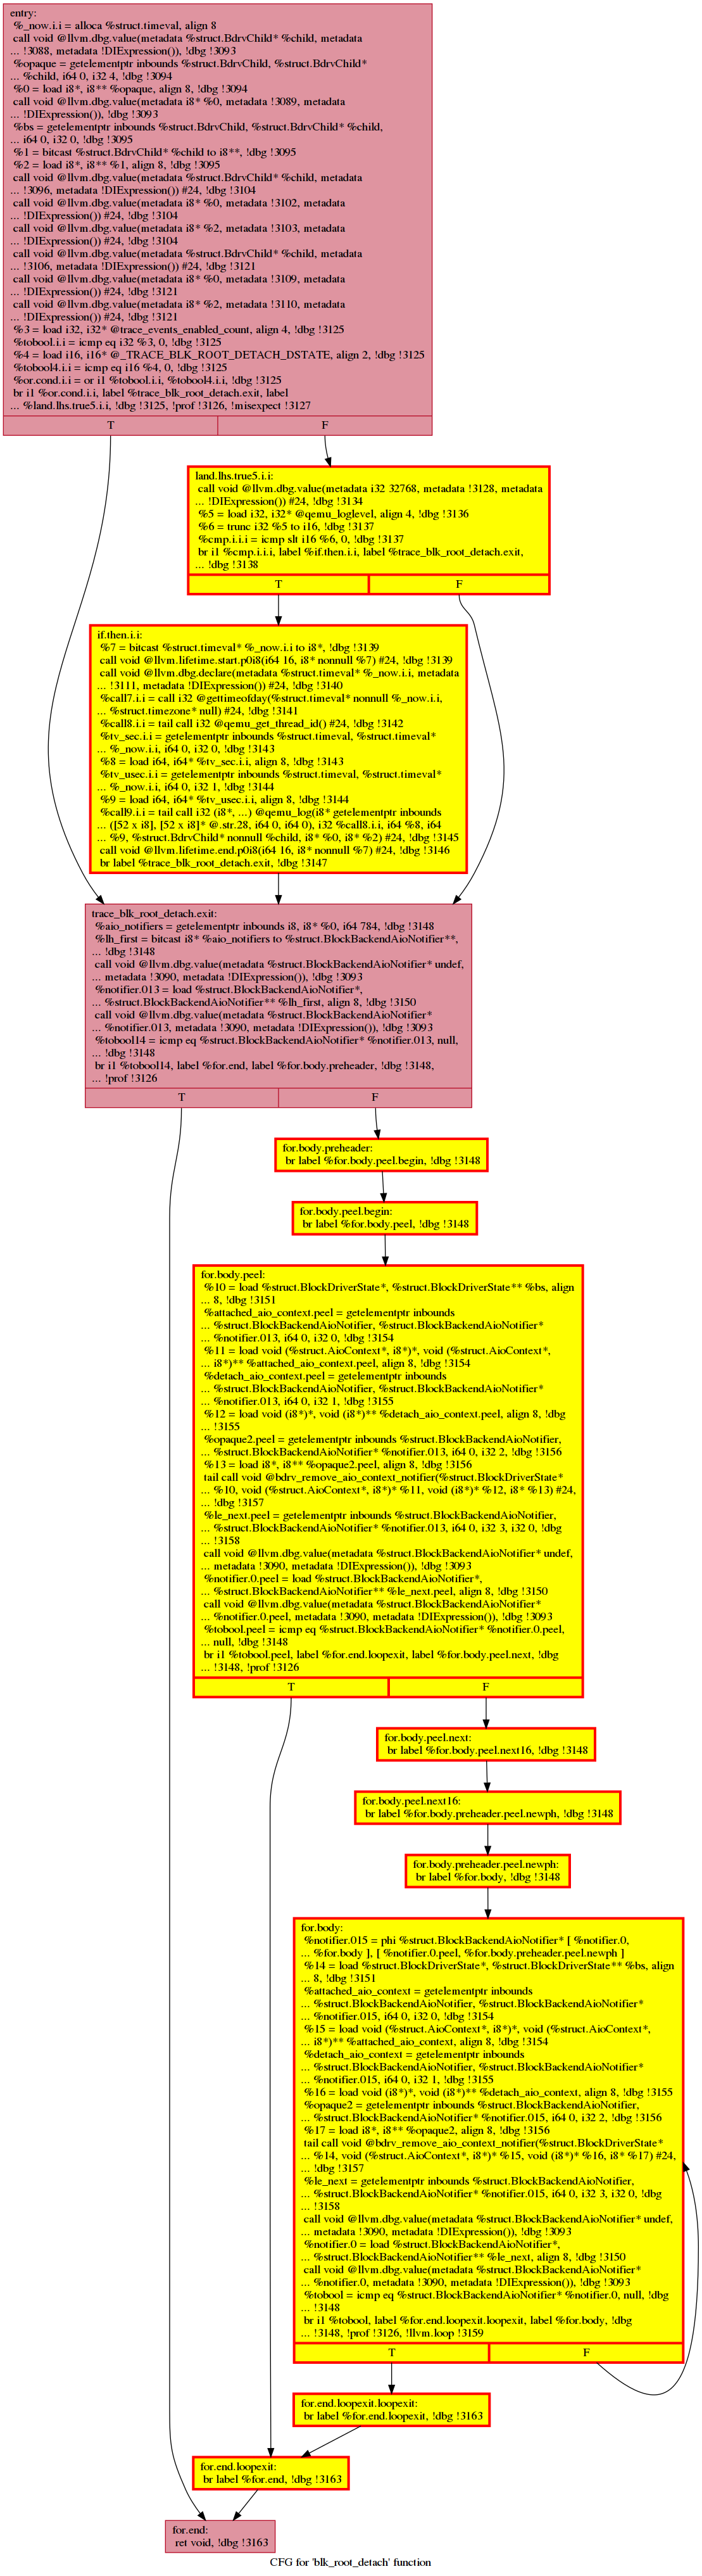 entry:
%_now.i.i = alloca %struct.timeval, align 8
call void @llvm.dbg.value(metadata %struct.BdrvChild* %child, metadata
... !3088, metadata !DIExpression()), !dbg !3093
%opaque = getelementptr inbounds %struct.BdrvChild, %struct.BdrvChild*
... %child, i64 0, i32 4, !dbg !3094
%0 = load i8*, i8** %opaque, align 8, !dbg !3094
call void @llvm.dbg.value(metadata i8* %0, metadata !3089, metadata
... !DIExpression()), !dbg !3093
%bs = getelementptr inbounds %struct.BdrvChild, %struct.BdrvChild* %child,
... i64 0, i32 0, !dbg !3095
%1 = bitcast %struct.BdrvChild* %child to i8**, !dbg !3095
%2 = load i8*, i8** %1, align 8, !dbg !3095
call void @llvm.dbg.value(metadata %struct.BdrvChild* %child, metadata
... !3096, metadata !DIExpression()) #24, !dbg !3104
call void @llvm.dbg.value(metadata i8* %0, metadata !3102, metadata
... !DIExpression()) #24, !dbg !3104
call void @llvm.dbg.value(metadata i8* %2, metadata !3103, metadata
... !DIExpression()) #24, !dbg !3104
call void @llvm.dbg.value(metadata %struct.BdrvChild* %child, metadata
... !3106, metadata !DIExpression()) #24, !dbg !3121
call void @llvm.dbg.value(metadata i8* %0, metadata !3109, metadata
... !DIExpression()) #24, !dbg !3121
call void @llvm.dbg.value(metadata i8* %2, metadata !3110, metadata
... !DIExpression()) #24, !dbg !3121
%3 = load i32, i32* @trace_events_enabled_count, align 4, !dbg !3125
%tobool.i.i = icmp eq i32 %3, 0, !dbg !3125
%4 = load i16, i16* @_TRACE_BLK_ROOT_DETACH_DSTATE, align 2, !dbg !3125
%tobool4.i.i = icmp eq i16 %4, 0, !dbg !3125
%or.cond.i.i = or i1 %tobool.i.i, %tobool4.i.i, !dbg !3125
br i1 %or.cond.i.i, label %trace_blk_root_detach.exit, label
... %land.lhs.true5.i.i, !dbg !3125, !prof !3126, !misexpect !3127
T F
land.lhs.true5.i.i:
call void @llvm.dbg.value(metadata i32 32768, metadata !3128, metadata
... !DIExpression()) #24, !dbg !3134
%5 = load i32, i32* @qemu_loglevel, align 4, !dbg !3136
%6 = trunc i32 %5 to i16, !dbg !3137
%cmp.i.i.i = icmp slt i16 %6, 0, !dbg !3137
br i1 %cmp.i.i.i, label %if.then.i.i, label %trace_blk_root_detach.exit,
... !dbg !3138
T F
if.then.i.i:
%7 = bitcast %struct.timeval* %_now.i.i to i8*, !dbg !3139
call void @llvm.lifetime.start.p0i8(i64 16, i8* nonnull %7) #24, !dbg !3139
call void @llvm.dbg.declare(metadata %struct.timeval* %_now.i.i, metadata
... !3111, metadata !DIExpression()) #24, !dbg !3140
%call7.i.i = call i32 @gettimeofday(%struct.timeval* nonnull %_now.i.i,
... %struct.timezone* null) #24, !dbg !3141
%call8.i.i = tail call i32 @qemu_get_thread_id() #24, !dbg !3142
%tv_sec.i.i = getelementptr inbounds %struct.timeval, %struct.timeval*
... %_now.i.i, i64 0, i32 0, !dbg !3143
%8 = load i64, i64* %tv_sec.i.i, align 8, !dbg !3143
%tv_usec.i.i = getelementptr inbounds %struct.timeval, %struct.timeval*
... %_now.i.i, i64 0, i32 1, !dbg !3144
%9 = load i64, i64* %tv_usec.i.i, align 8, !dbg !3144
%call9.i.i = tail call i32 (i8*, ...) @qemu_log(i8* getelementptr inbounds
... ([52 x i8], [52 x i8]* @.str.28, i64 0, i64 0), i32 %call8.i.i, i64 %8, i64
... %9, %struct.BdrvChild* nonnull %child, i8* %0, i8* %2) #24, !dbg !3145
call void @llvm.lifetime.end.p0i8(i64 16, i8* nonnull %7) #24, !dbg !3146
br label %trace_blk_root_detach.exit, !dbg !3147
trace_blk_root_detach.exit:
%aio_notifiers = getelementptr inbounds i8, i8* %0, i64 784, !dbg !3148
%lh_first = bitcast i8* %aio_notifiers to %struct.BlockBackendAioNotifier**,
... !dbg !3148
call void @llvm.dbg.value(metadata %struct.BlockBackendAioNotifier* undef,
... metadata !3090, metadata !DIExpression()), !dbg !3093
%notifier.013 = load %struct.BlockBackendAioNotifier*,
... %struct.BlockBackendAioNotifier** %lh_first, align 8, !dbg !3150
call void @llvm.dbg.value(metadata %struct.BlockBackendAioNotifier*
... %notifier.013, metadata !3090, metadata !DIExpression()), !dbg !3093
%tobool14 = icmp eq %struct.BlockBackendAioNotifier* %notifier.013, null,
... !dbg !3148
br i1 %tobool14, label %for.end, label %for.body.preheader, !dbg !3148,
... !prof !3126
T F
for.body.preheader:
br label %for.body.peel.begin, !dbg !3148
for.body.peel.begin:
br label %for.body.peel, !dbg !3148
for.body.peel:
%10 = load %struct.BlockDriverState*, %struct.BlockDriverState** %bs, align
... 8, !dbg !3151
%attached_aio_context.peel = getelementptr inbounds
... %struct.BlockBackendAioNotifier, %struct.BlockBackendAioNotifier*
... %notifier.013, i64 0, i32 0, !dbg !3154
%11 = load void (%struct.AioContext*, i8*)*, void (%struct.AioContext*,
... i8*)** %attached_aio_context.peel, align 8, !dbg !3154
%detach_aio_context.peel = getelementptr inbounds
... %struct.BlockBackendAioNotifier, %struct.BlockBackendAioNotifier*
... %notifier.013, i64 0, i32 1, !dbg !3155
%12 = load void (i8*)*, void (i8*)** %detach_aio_context.peel, align 8, !dbg
... !3155
%opaque2.peel = getelementptr inbounds %struct.BlockBackendAioNotifier,
... %struct.BlockBackendAioNotifier* %notifier.013, i64 0, i32 2, !dbg !3156
%13 = load i8*, i8** %opaque2.peel, align 8, !dbg !3156
tail call void @bdrv_remove_aio_context_notifier(%struct.BlockDriverState*
... %10, void (%struct.AioContext*, i8*)* %11, void (i8*)* %12, i8* %13) #24,
... !dbg !3157
%le_next.peel = getelementptr inbounds %struct.BlockBackendAioNotifier,
... %struct.BlockBackendAioNotifier* %notifier.013, i64 0, i32 3, i32 0, !dbg
... !3158
call void @llvm.dbg.value(metadata %struct.BlockBackendAioNotifier* undef,
... metadata !3090, metadata !DIExpression()), !dbg !3093
%notifier.0.peel = load %struct.BlockBackendAioNotifier*,
... %struct.BlockBackendAioNotifier** %le_next.peel, align 8, !dbg !3150
call void @llvm.dbg.value(metadata %struct.BlockBackendAioNotifier*
... %notifier.0.peel, metadata !3090, metadata !DIExpression()), !dbg !3093
%tobool.peel = icmp eq %struct.BlockBackendAioNotifier* %notifier.0.peel,
... null, !dbg !3148
br i1 %tobool.peel, label %for.end.loopexit, label %for.body.peel.next, !dbg
... !3148, !prof !3126
T F
for.body.peel.next:
br label %for.body.peel.next16, !dbg !3148
for.body.peel.next16:
br label %for.body.preheader.peel.newph, !dbg !3148
for.body.preheader.peel.newph:
br label %for.body, !dbg !3148
for.body:
%notifier.015 = phi %struct.BlockBackendAioNotifier* [ %notifier.0,
... %for.body ], [ %notifier.0.peel, %for.body.preheader.peel.newph ]
%14 = load %struct.BlockDriverState*, %struct.BlockDriverState** %bs, align
... 8, !dbg !3151
%attached_aio_context = getelementptr inbounds
... %struct.BlockBackendAioNotifier, %struct.BlockBackendAioNotifier*
... %notifier.015, i64 0, i32 0, !dbg !3154
%15 = load void (%struct.AioContext*, i8*)*, void (%struct.AioContext*,
... i8*)** %attached_aio_context, align 8, !dbg !3154
%detach_aio_context = getelementptr inbounds
... %struct.BlockBackendAioNotifier, %struct.BlockBackendAioNotifier*
... %notifier.015, i64 0, i32 1, !dbg !3155
%16 = load void (i8*)*, void (i8*)** %detach_aio_context, align 8, !dbg !3155
%opaque2 = getelementptr inbounds %struct.BlockBackendAioNotifier,
... %struct.BlockBackendAioNotifier* %notifier.015, i64 0, i32 2, !dbg !3156
%17 = load i8*, i8** %opaque2, align 8, !dbg !3156
tail call void @bdrv_remove_aio_context_notifier(%struct.BlockDriverState*
... %14, void (%struct.AioContext*, i8*)* %15, void (i8*)* %16, i8* %17) #24,
... !dbg !3157
%le_next = getelementptr inbounds %struct.BlockBackendAioNotifier,
... %struct.BlockBackendAioNotifier* %notifier.015, i64 0, i32 3, i32 0, !dbg
... !3158
call void @llvm.dbg.value(metadata %struct.BlockBackendAioNotifier* undef,
... metadata !3090, metadata !DIExpression()), !dbg !3093
%notifier.0 = load %struct.BlockBackendAioNotifier*,
... %struct.BlockBackendAioNotifier** %le_next, align 8, !dbg !3150
call void @llvm.dbg.value(metadata %struct.BlockBackendAioNotifier*
... %notifier.0, metadata !3090, metadata !DIExpression()), !dbg !3093
%tobool = icmp eq %struct.BlockBackendAioNotifier* %notifier.0, null, !dbg
... !3148
br i1 %tobool, label %for.end.loopexit.loopexit, label %for.body, !dbg
... !3148, !prof !3126, !llvm.loop !3159
T F
for.end.loopexit.loopexit:
br label %for.end.loopexit, !dbg !3163
for.end.loopexit:
br label %for.end, !dbg !3163
for.end:
ret void, !dbg !3163
CFG for 'blk_root_detach' function